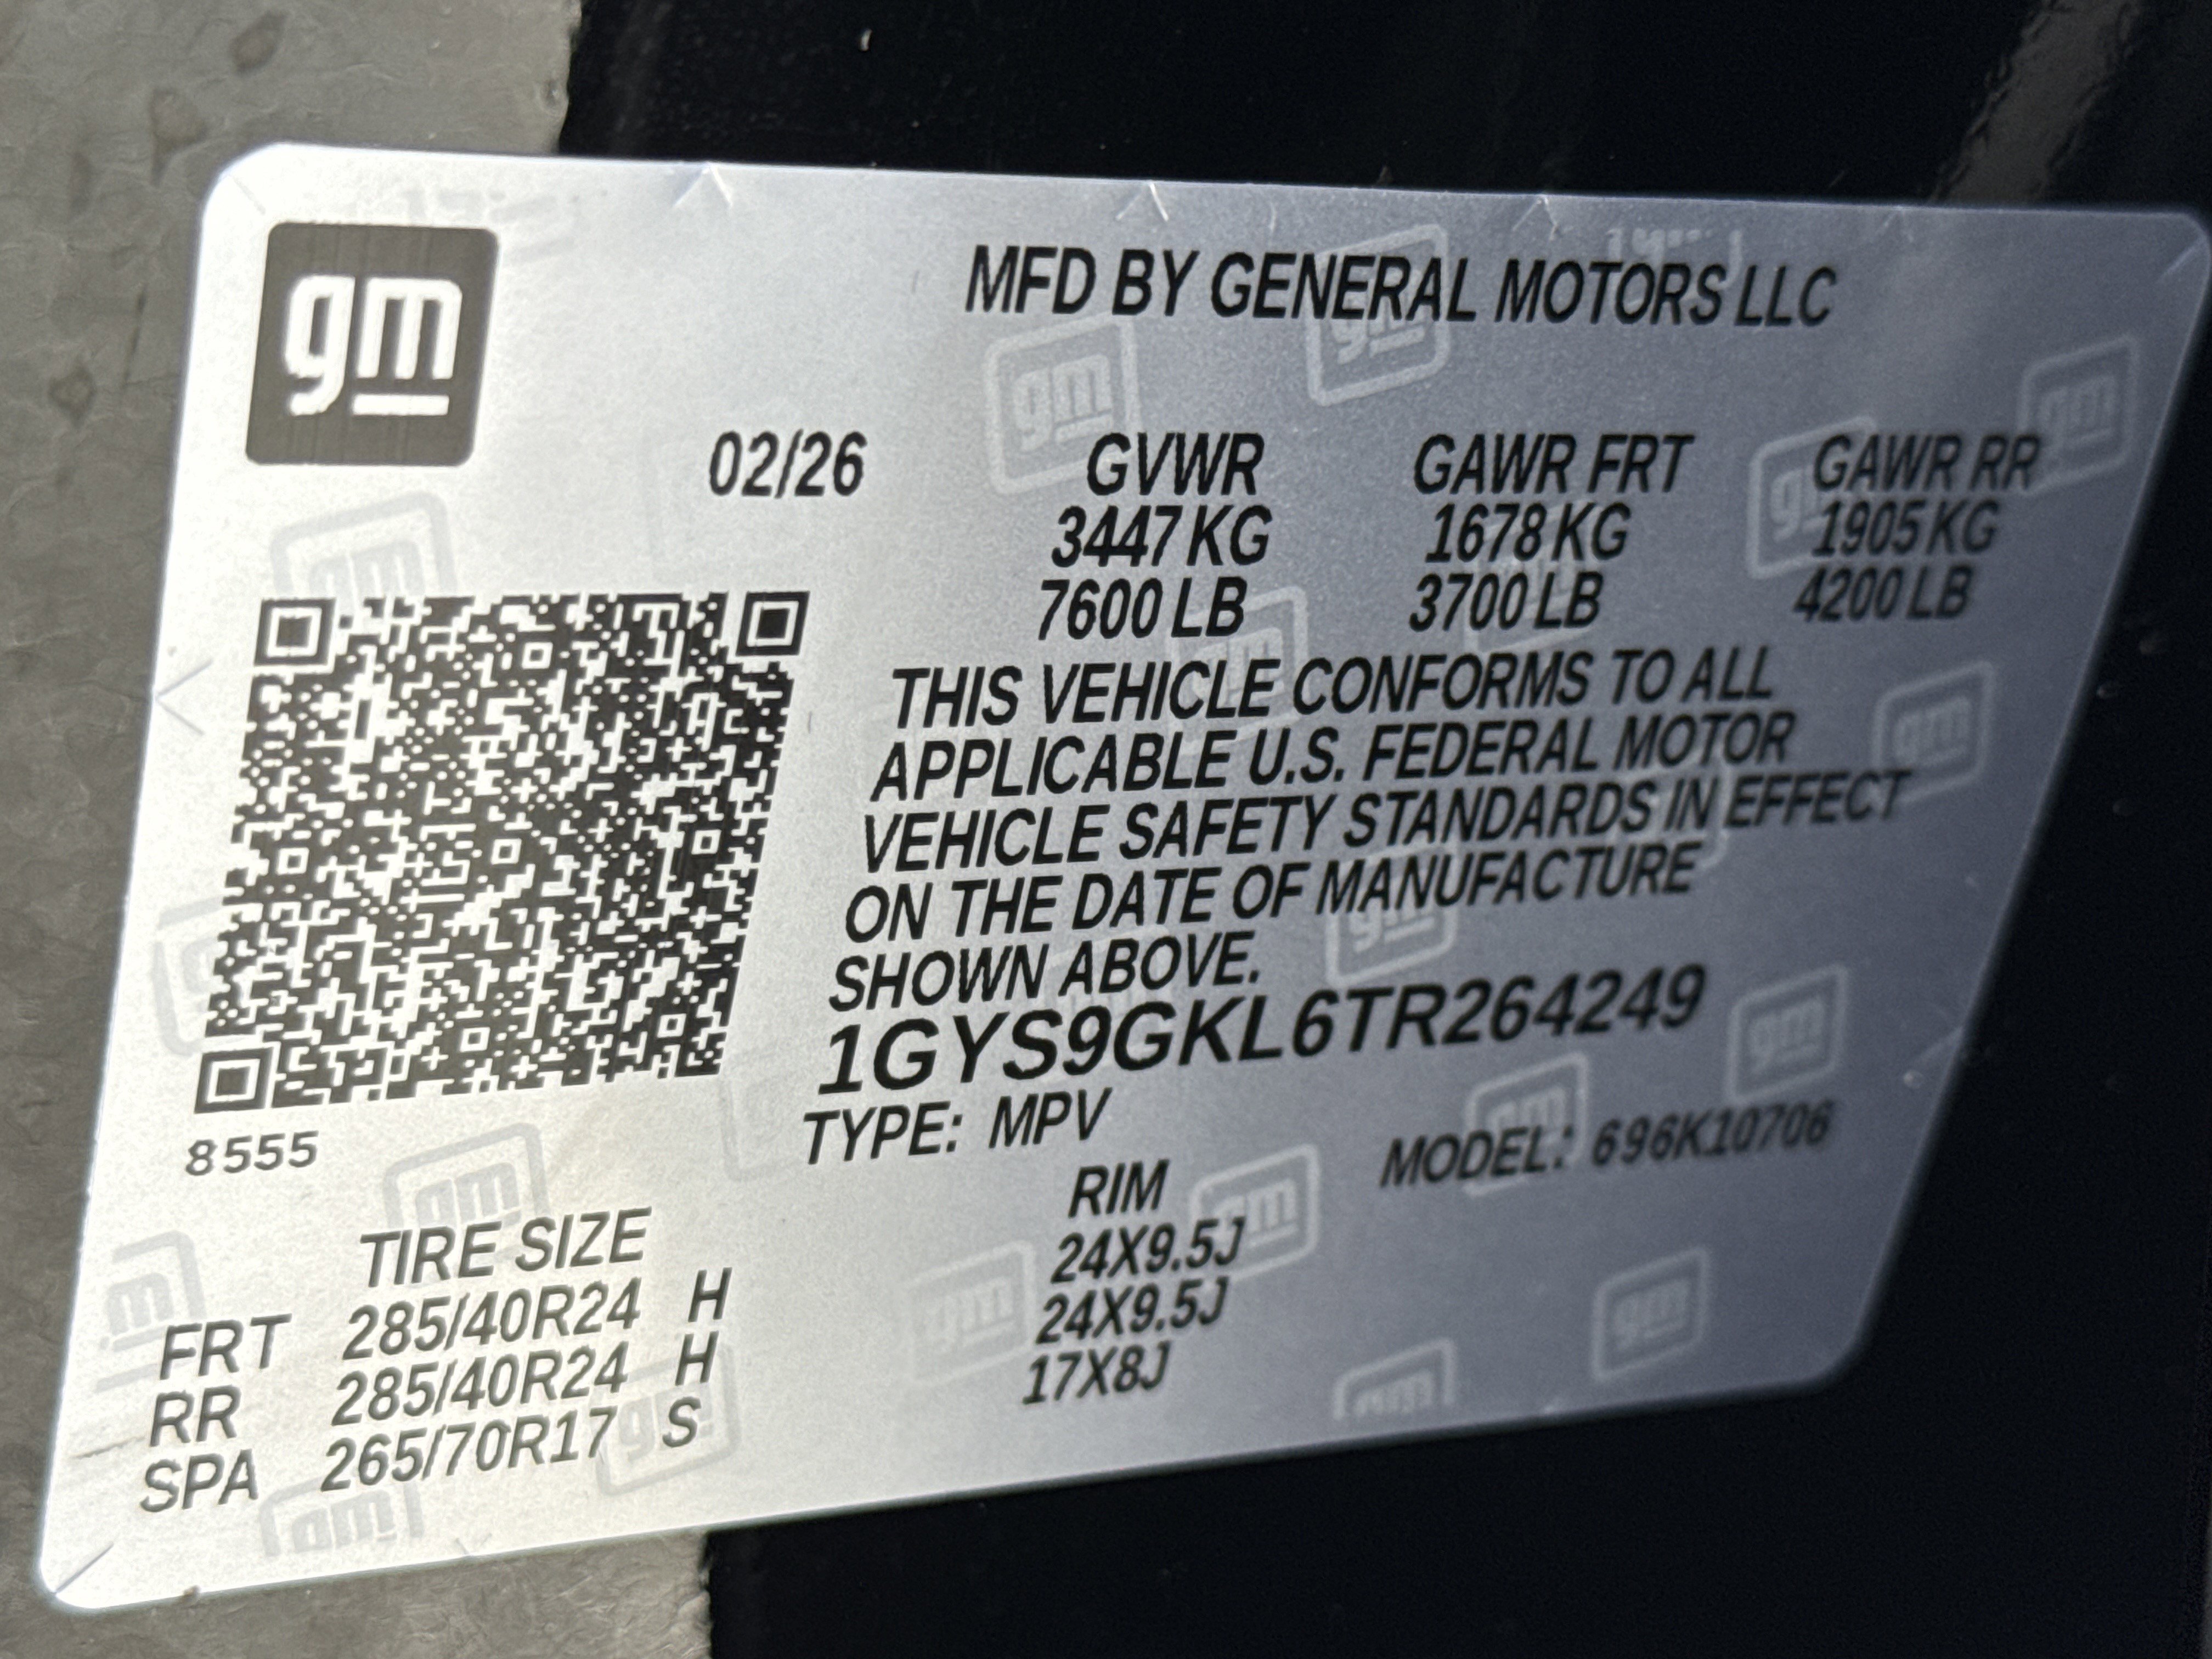 gm
MFD BY GENERAL MOTORS LLC
02/26 GVWR GAWR FRT GAWR RR
3447 KG 1678 KG 1905 KG
7600 LB 3700 LB 4200 LB
THIS VEHICLE CONFORMS TO ALL
APPLICABLE U.S. FEDERAL MOTOR
VEHICLE SAFETY STANDARDS IN EFFECT
ON THE DATE OF MANUFACTURE
SHOWN ABOVE.
1GYS9GKL6TR264249
8555
TYPE: MPV MODEL: 696K10706
TIRE SIZE RIM
FRT 285/40R24 H 24X9.5J
RR 285/40R24 H 24X9.5J
SPA 265/70R17 S 17X8J